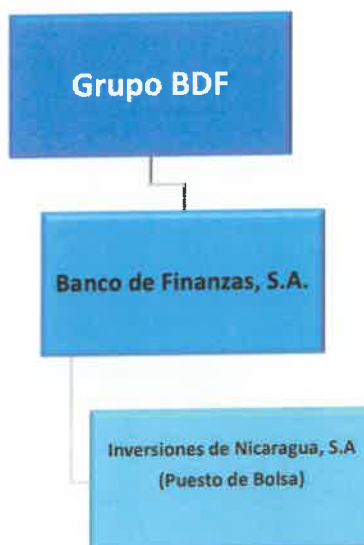 Grupo BDF
Banco de Finanzas, S.A.
Inversiones de Nicaragua, S.A
(Puesto de Bolsa)